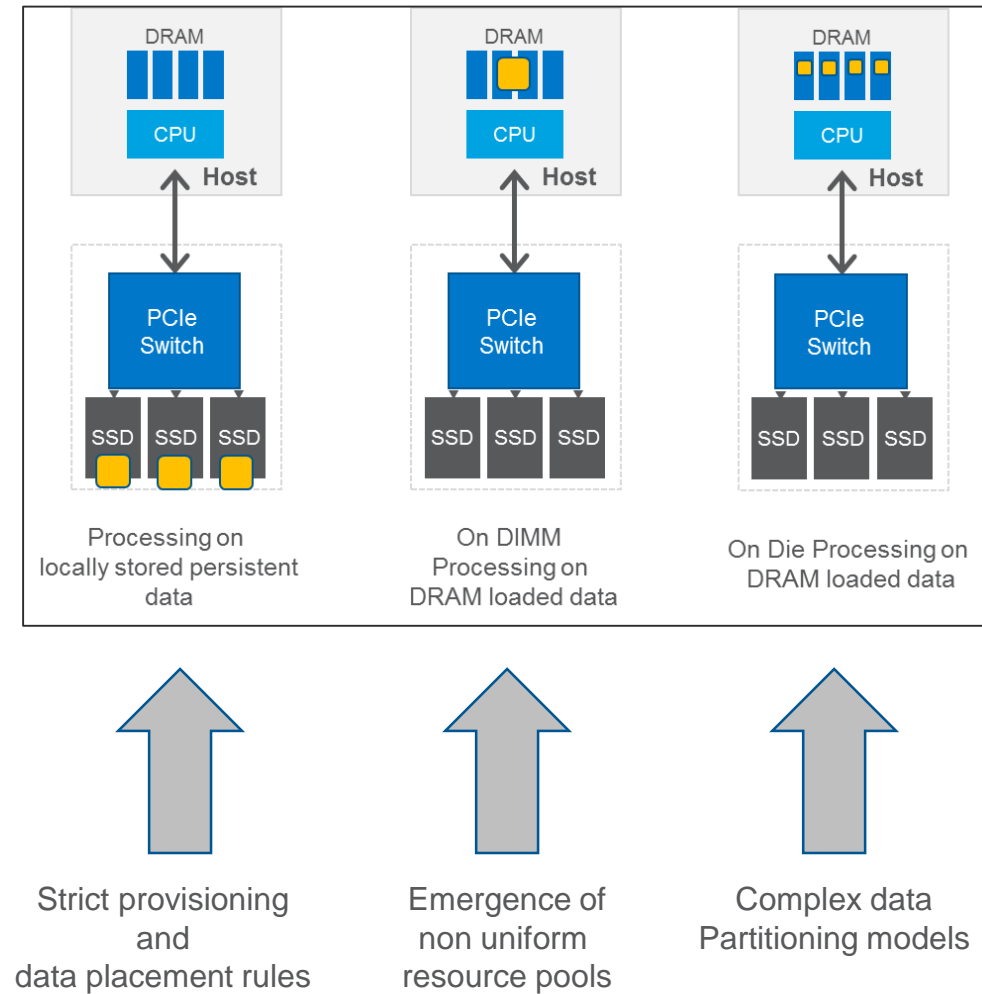 DRAM
CPU
Host
PCIe
Switch
SSD
SSD
SSD
Processing on
locally stored persistent
data
DRAM
CPU
Host
PCIe
Switch
SSD
SSD
SSD
On DIMM
Processing on
DRAM loaded data
DRAM
CPU
Host
PCIe
Switch
SSD
SSD
SSD
On Die Processing on
DRAM loaded data
Strict provisioning
and
data placement rules
Emergence of
non uniform
resource pools
Complex data
Partitioning models